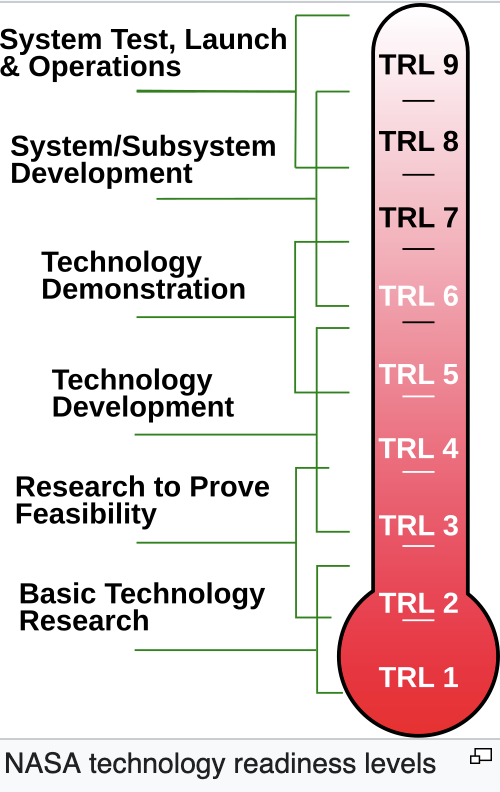 System Test, Launch
& Operations
System/Subsystem
Development
Technology
Demonstration
Technology
Development
Research to Prove
Feasibility
Basic Technology
Research
TRL 9
TRL 8
TRL 7
TRL 6
TRL 5
TRL 4
TRL 3
TRL 2
TRL 1
NASA technology readiness levels